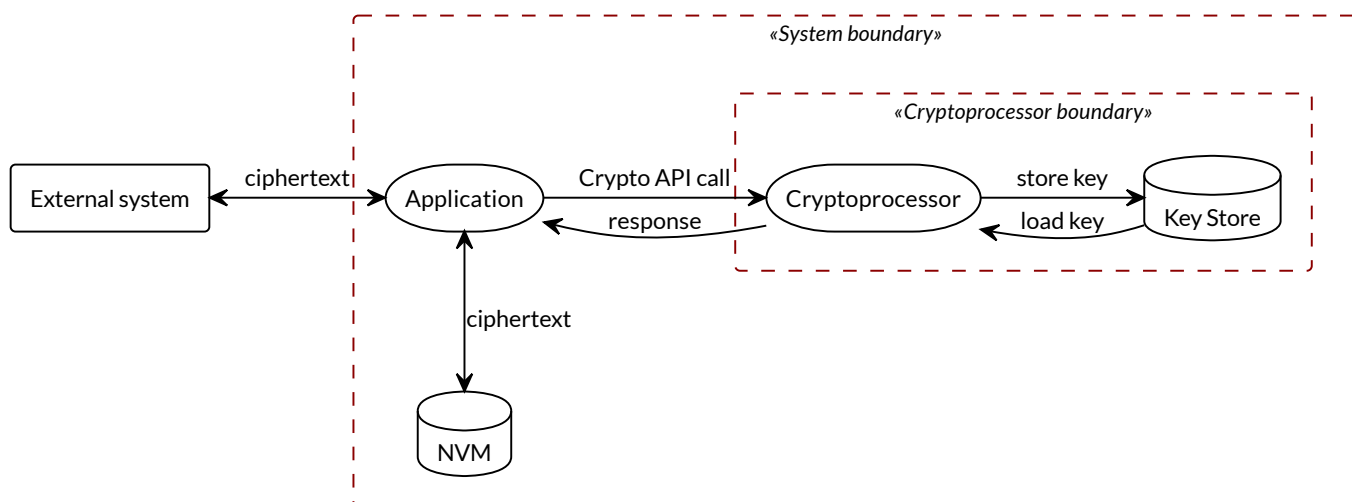 «System boundary»
«Cryptoprocessor boundary»
External system
ciphertext
Application
Crypto API call
response
Cryptoprocessor
store key
load key
Key Store
ciphertext
NVM